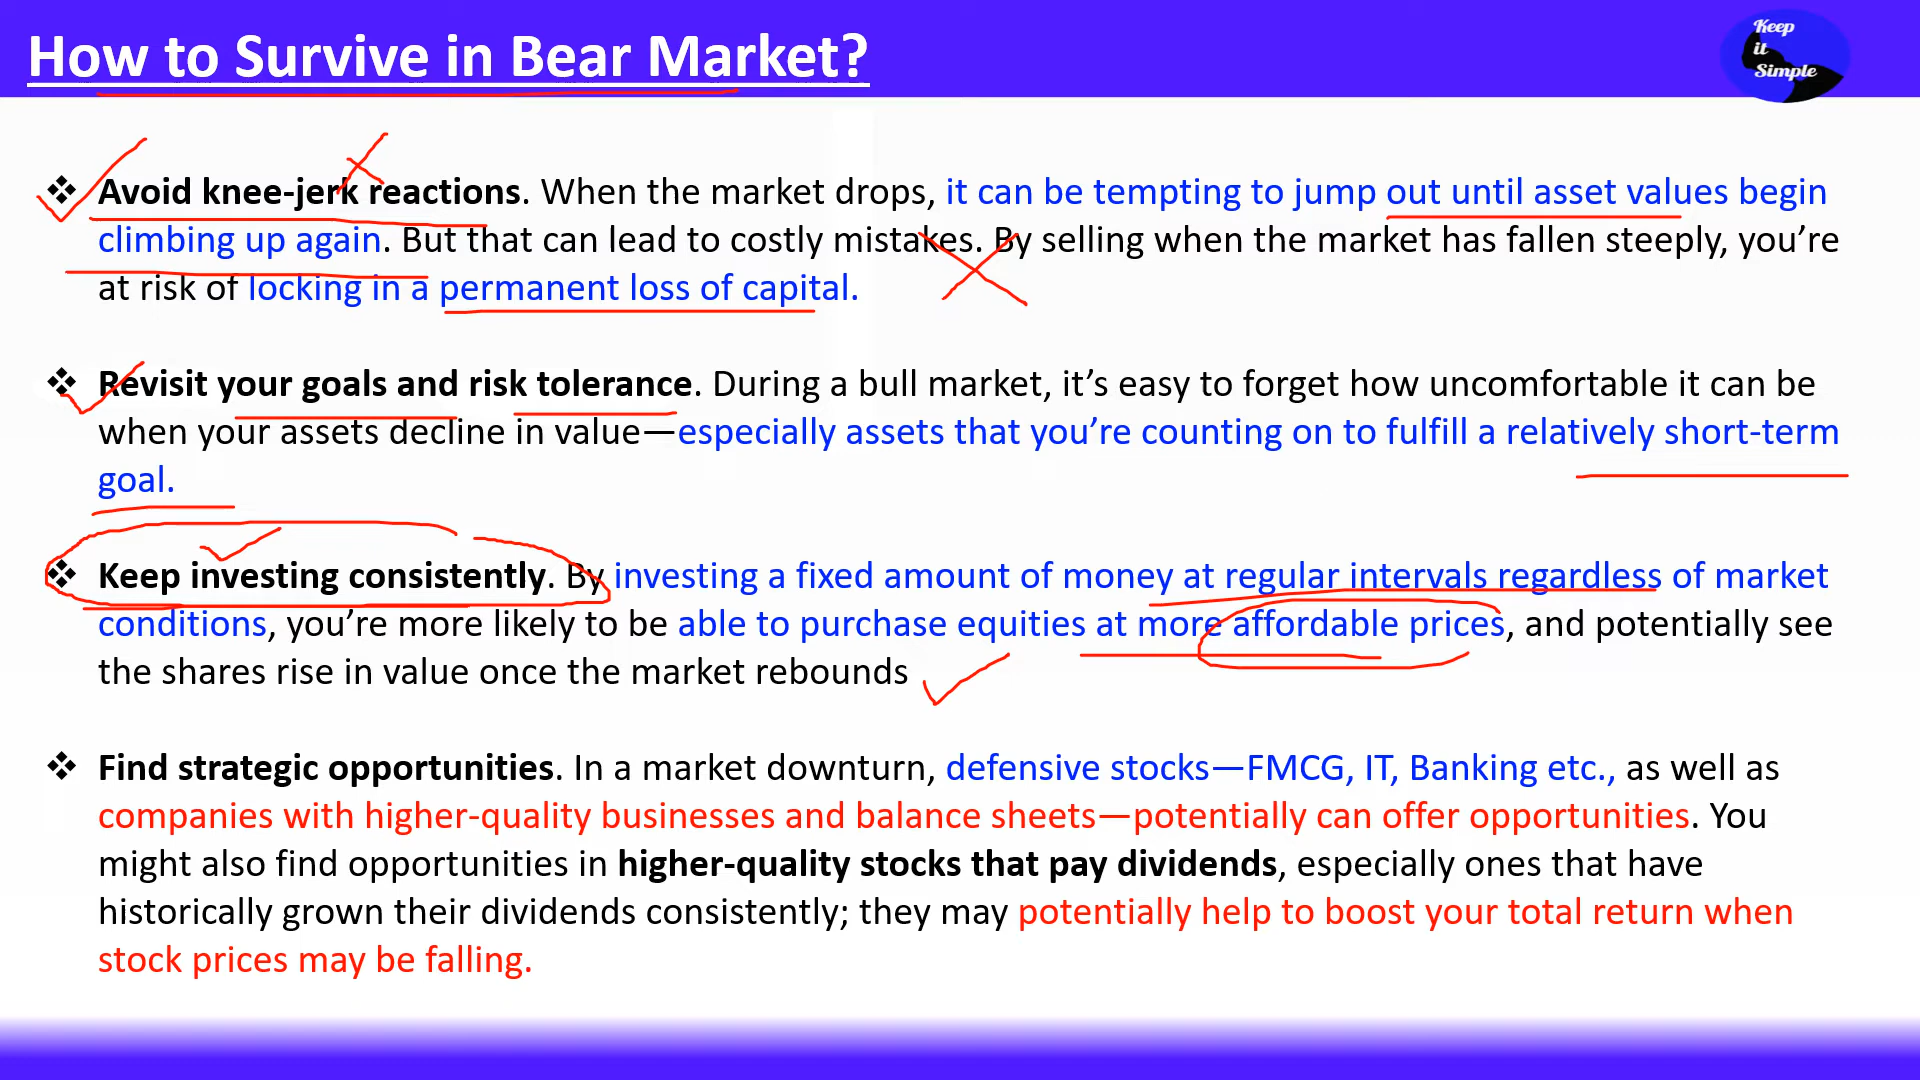 How to Survive in Bear Market?
Keep
it
Simple
❖ Avoid knee-jerk reactions. When the market drops, it can be tempting to jump out until asset values begin
climbing up again. But that can lead to costly mistakes. By selling when the market has fallen steeply, you’re
at risk of locking in a permanent loss of capital.
❖ Revisit your goals and risk tolerance. During a bull market, it’s easy to forget how uncomfortable it can be
when your assets decline in value—especially assets that you’re counting on to fulfill a relatively short-term
goal.
❖ Keep investing consistently. By investing a fixed amount of money at regular intervals regardless of market
conditions, you’re more likely to be able to purchase equities at more affordable prices, and potentially see
the shares rise in value once the market rebounds
❖ Find strategic opportunities. In a market downturn, defensive stocks—FMCG, IT, Banking etc., as well as
companies with higher-quality businesses and balance sheets—potentially can offer opportunities. You
might also find opportunities in higher-quality stocks that pay dividends, especially ones that have
historically grown their dividends consistently; they may potentially help to boost your total return when
stock prices may be falling.